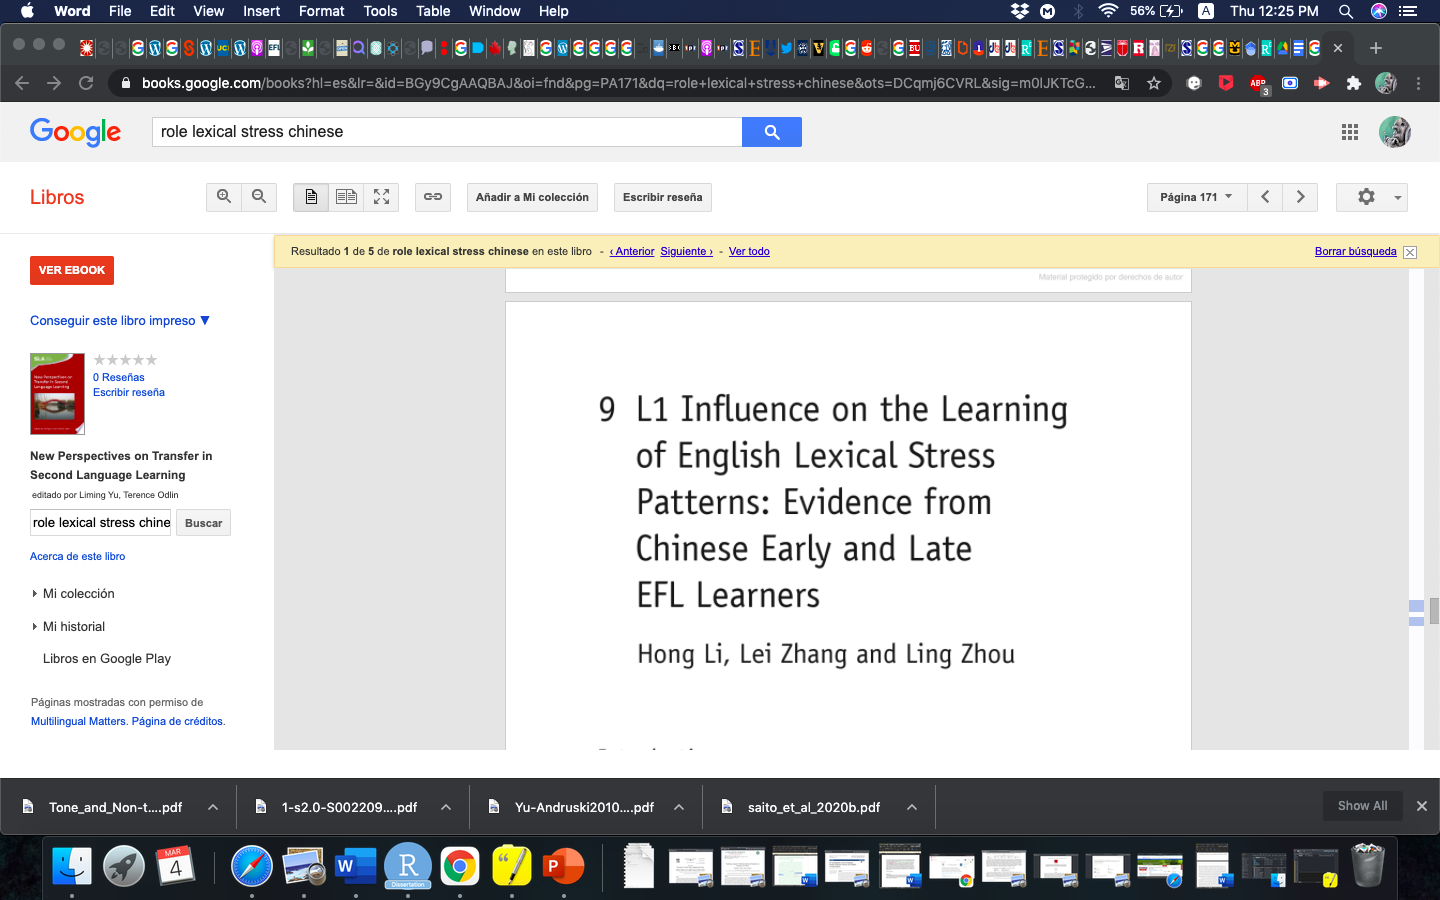 Word File Edit View Insert Format Tools Table Window Help 56% A Thu 12:25 PM
books.google.com/books?hl=es&lr=&id=BGy9CgAAQBAJ&oi=fnd&pg=PA171&dq=role+lexical+stress+chinese&ots=DCqmj6CVRL&sig=m0lJKTcG...
ABP 3
Google role lexical stress chinese
Libros Añadir a Mi colección Escribir reseña Página 171
Resultado 1 de 5 de role lexical stress chinese en este libro - ‹ Anterior Siguiente › - Ver todo Borrar búsqueda
VER EBOOK
Conseguir este libro impreso ▼
0 Reseñas
Escribir reseña
New Perspectives on Transfer in
Second Language Learning
editado por Liming Yu, Terence Odlin
role lexical stress chine Buscar
Acerca de este libro
Mi colección
Mi historial
Libros en Google Play
Páginas mostradas con permiso de
Multilingual Matters. Página de créditos.
Material protegido por derechos de autor
9 L1 Influence on the Learning
of English Lexical Stress
Patterns: Evidence from
Chinese Early and Late
EFL Learners
Hong Li, Lei Zhang and Ling Zhou
Tone_and_Non-t....pdf 1-s2.0-S002209....pdf Yu-Andruski2010....pdf saito_et_al_2020b.pdf Show All
MAR
4
W
R
Dissertation
P